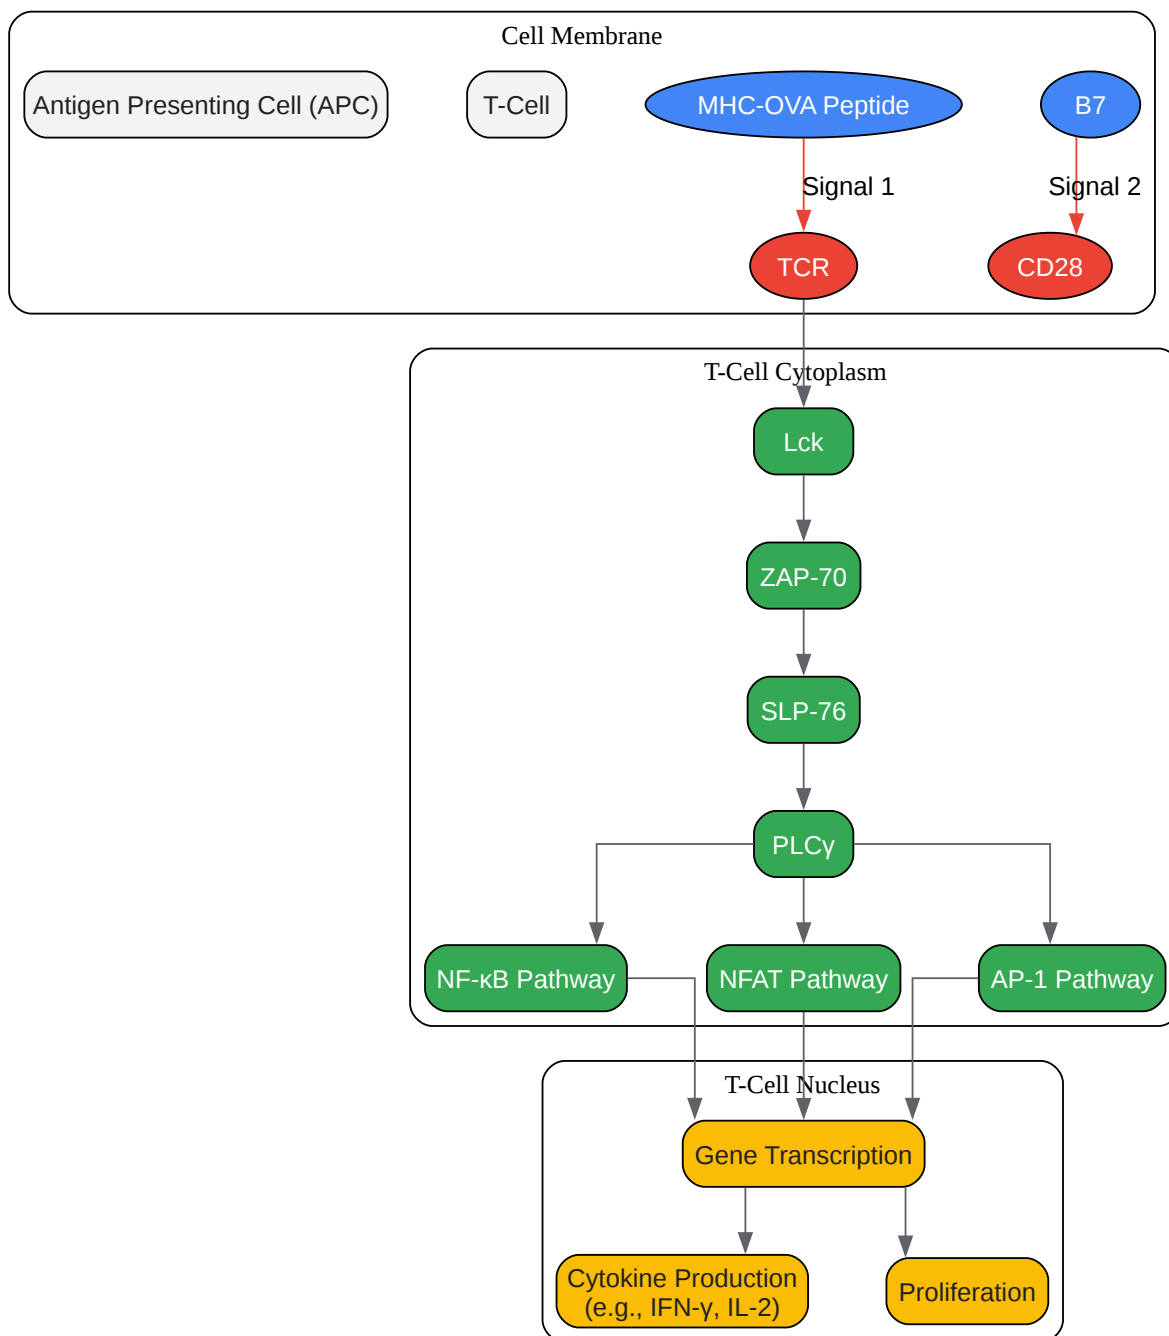 Cell Membrane
Antigen Presenting Cell (APC)
T-Cell
MHC-OVA Peptide
B7
Signal 1
Signal 2
TCR
CD28
T-Cell Cytoplasm
Lck
ZAP-70
SLP-76
PLCγ
NF-κB Pathway
NFAT Pathway
AP-1 Pathway
T-Cell Nucleus
Gene Transcription
Cytokine Production
(e.g., IFN-γ, IL-2)
Proliferation